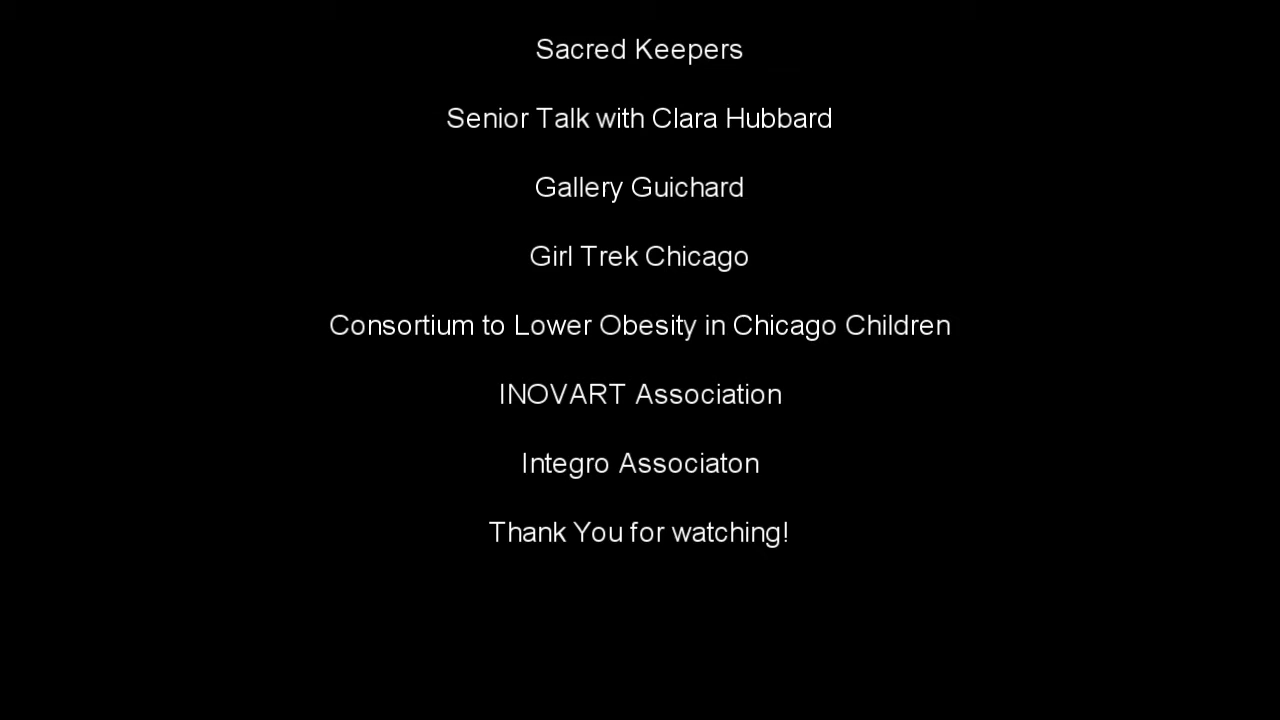 Sacred Keepers
Senior Talk with Clara Hubbard
Gallery Guichard
Girl Trek Chicago
Consortium to Lower Obesity in Chicago Children
INOVART Association
Integro Associaton
Thank You for watching!